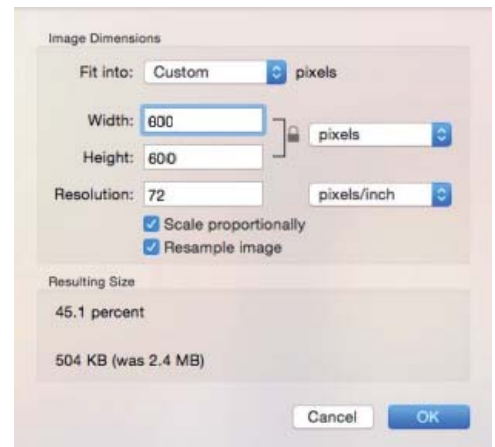 Image Dimensions
Fit into: Custom pixels
Width: 600
pixels
Height: 600
Resolution: 72 pixels/inch
Scale proportionally
Resample image
Resulting Size
45.1 percent
504 KB (was 2.4 MB)
Cancel OK